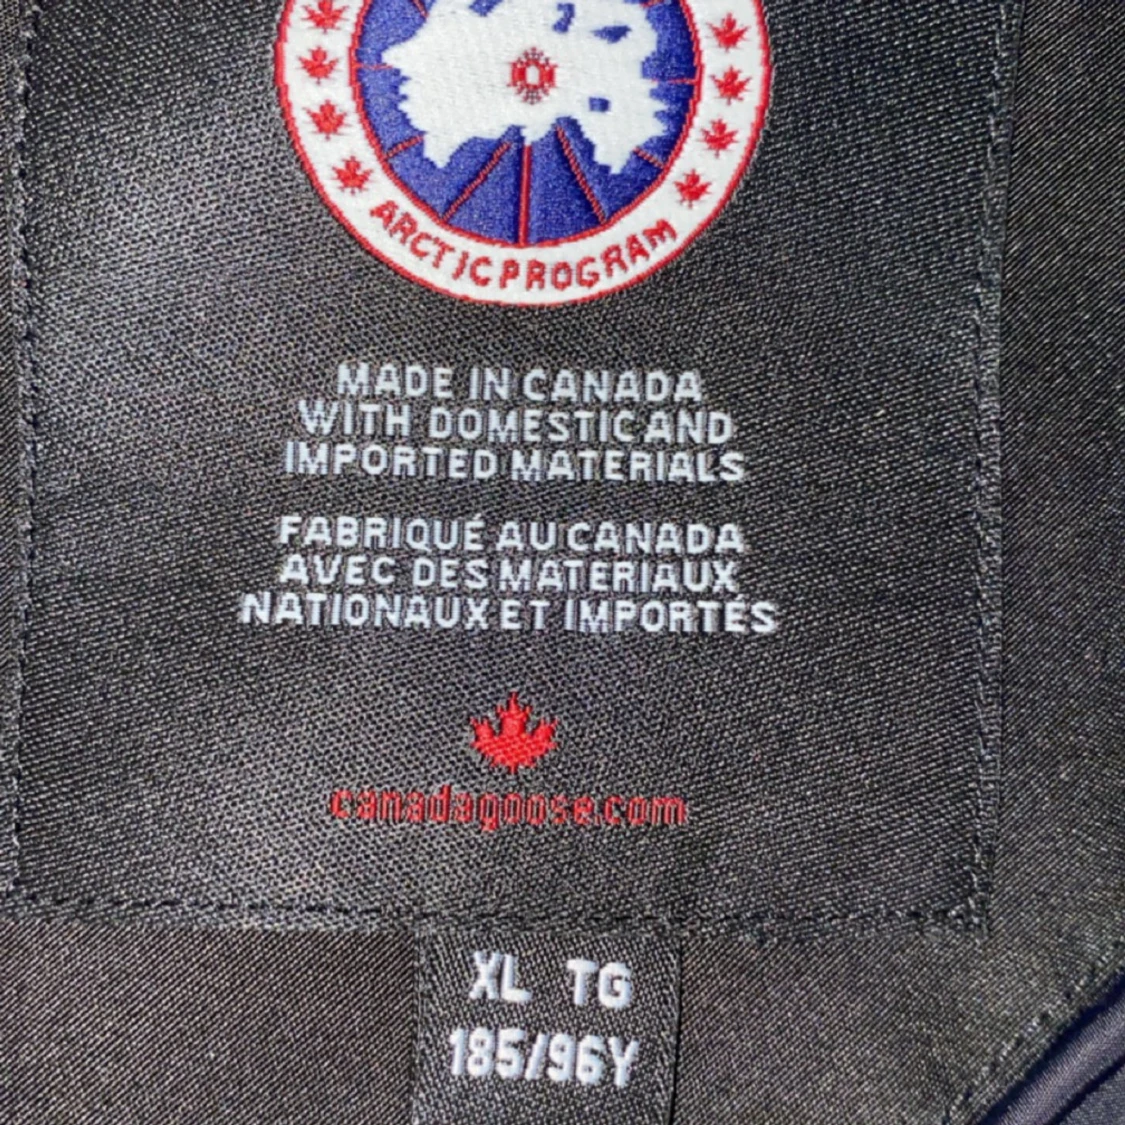 ARCTIC PROGRAM
MADE IN CANADA
WITH DOMESTIC AND
IMPORTED MATERIALS
FABRIQUÉ AU CANADA
AVEC DES MATERIAUX
NATIONAUX ET IMPORTÉS
canadagoose.com
XL TG
185/96Y